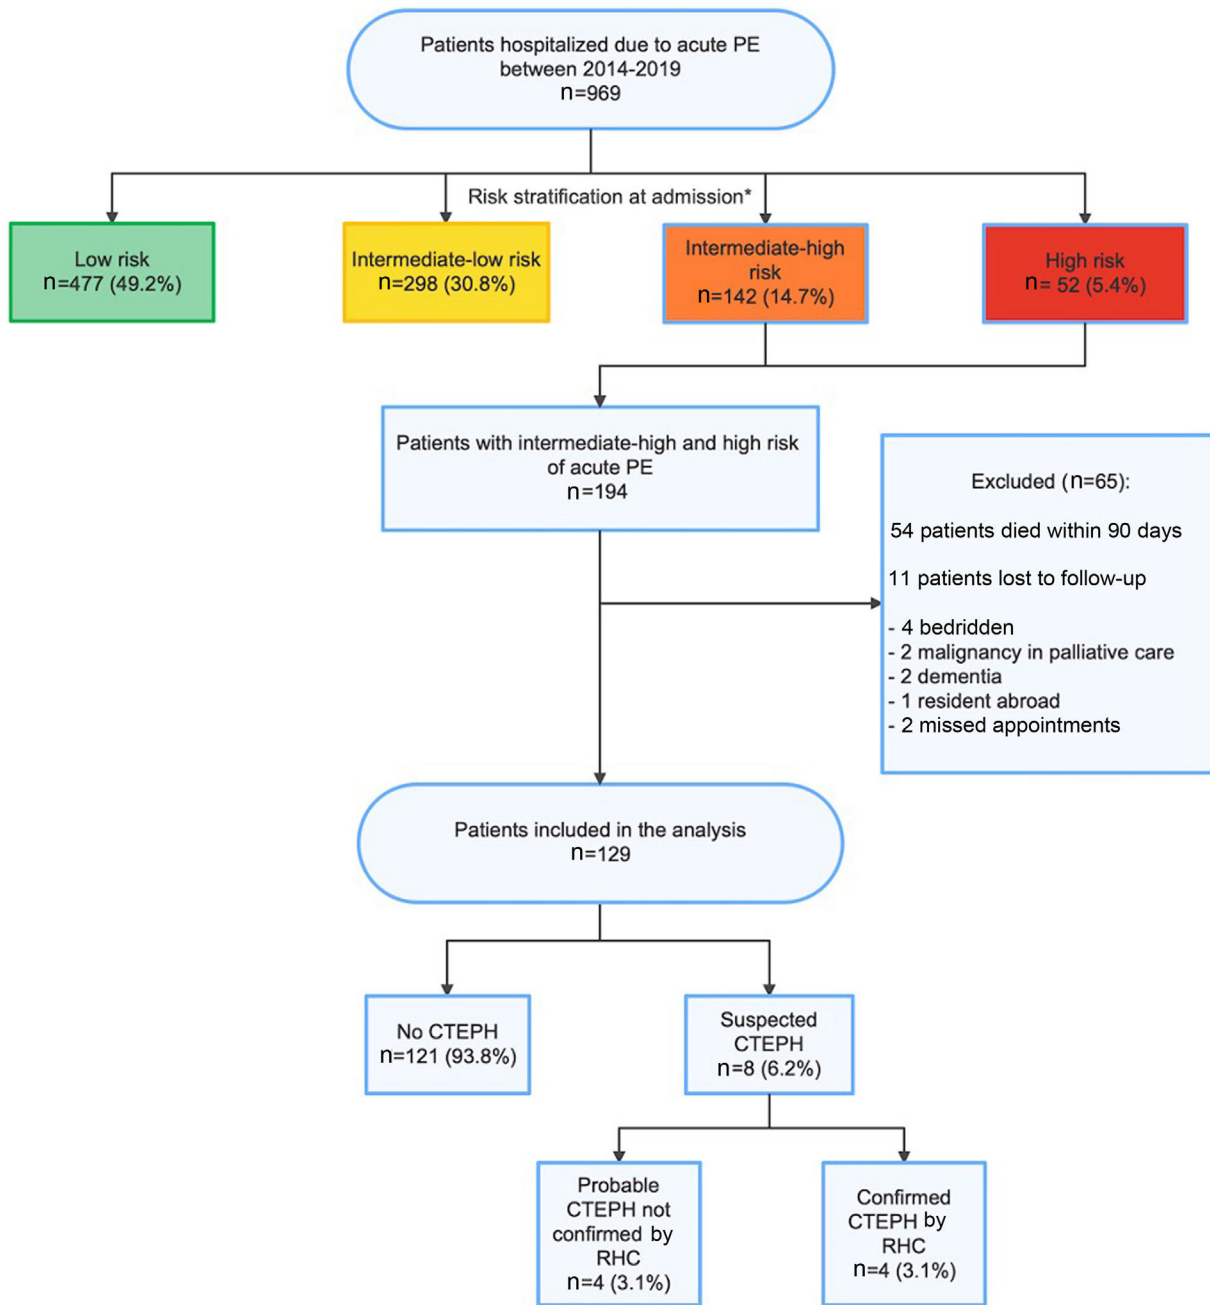 Patients hospitalized due to acute PE
between 2014-2019
n=969
Risk stratification at admission*
Low risk
n=477 (49.2%)
Intermediate-low risk
n=298 (30.8%)
Intermediate-high
risk
n=142 (14.7%)
High risk
n= 52 (5.4%)
Patients with intermediate-high and high risk
of acute PE
n=194
Excluded (n=65):
54 patients died within 90 days
11 patients lost to follow-up
- 4 bedridden
- 2 malignancy in palliative care
- 2 dementia
- 1 resident abroad
- 2 missed appointments
Patients included in the analysis
n=129
No CTEPH
n=121 (93.8%)
Suspected
CTEPH
n=8 (6.2%)
Probable
CTEPH not
confirmed by
RHC
n=4 (3.1%)
Confirmed
CTEPH by
RHC
n=4 (3.1%)